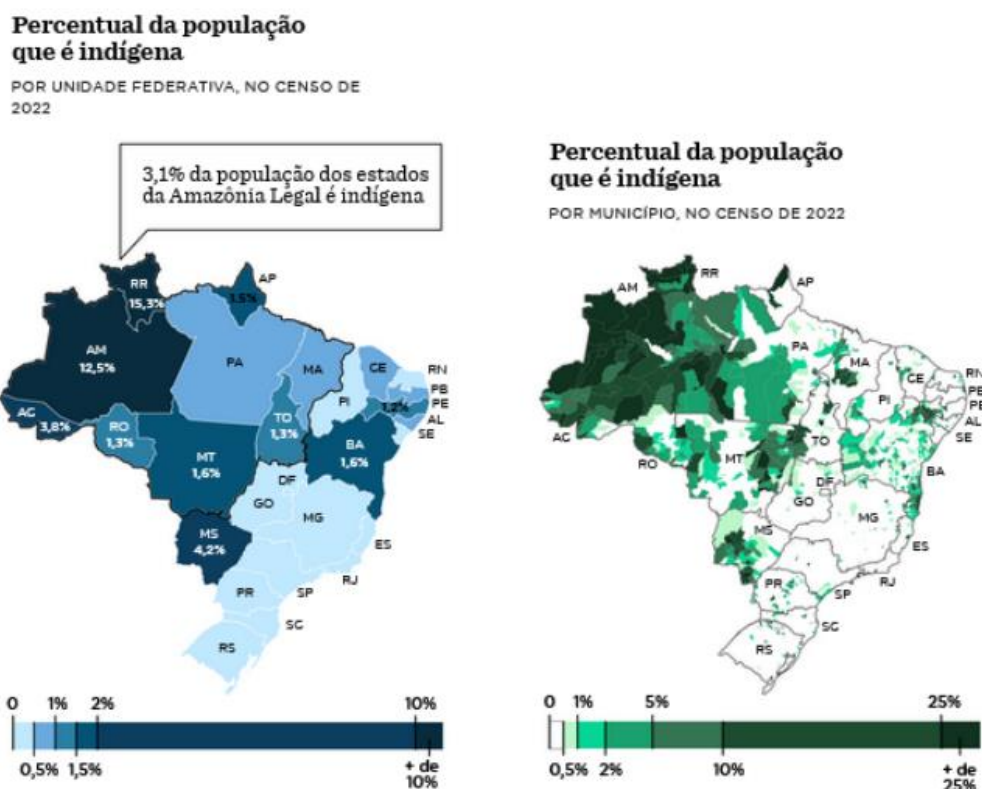 Percentual da população
que é indígena
POR UNIDADE FEDERATIVA, NO CENSO DE
2022
3,1% da população dos estados
da Amazônia Legal é indígena
RR
15,3%
AP
3,5%
AM
12,5%
PA
MA
CE
RN
PB
PE
1,2%
AL
SE
PI
AC
3,8%
RO
1,3%
TO
1,3%
MT
1,6%
BA
1,6%
DF
GO
MG
MS
4,2%
ES
RJ
SP
PR
SC
RS
0 1% 2% 10%
0,5% 1,5% + de
10%
Percentual da população
que é indígena
POR MUNICÍPIO, NO CENSO DE 2022
AM
RR
AP
PA
MA
CE
RN
PB
PE
AL
SE
PI
AC
RO
MT
TO
BA
DF
GO
MG
MS
ES
RJ
SP
PR
SC
RS
0 1% 5% 25%
0,5% 2% 10% + de
25%